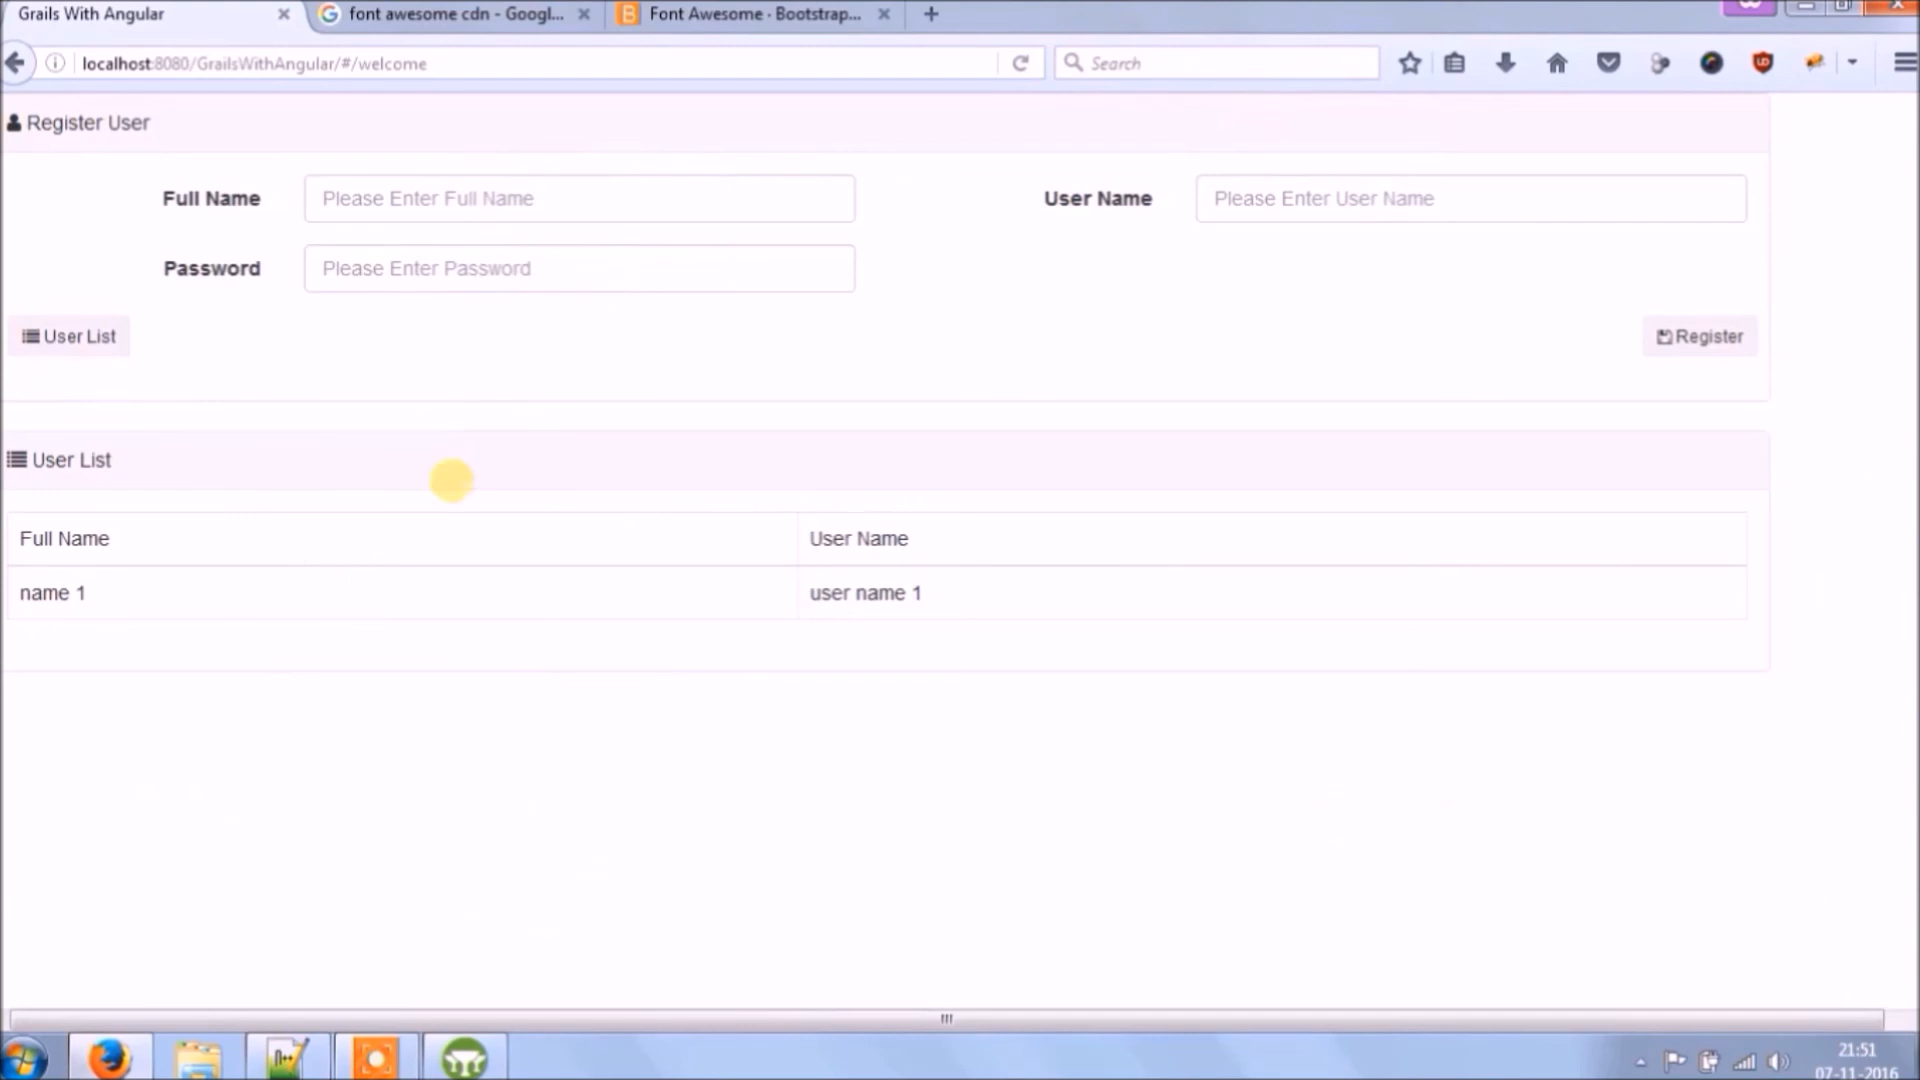 Grails With Angular
font awesome cdn - Googl...
Font Awesome · Bootstrap...
localhost:8080/GrailsWithAngular/#/welcome
Search
Register User
Full Name
Please Enter Full Name
User Name
Please Enter User Name
Password
Please Enter Password
User List
Register
User List
Full Name
User Name
name 1
user name 1
21:51
07-11-2016